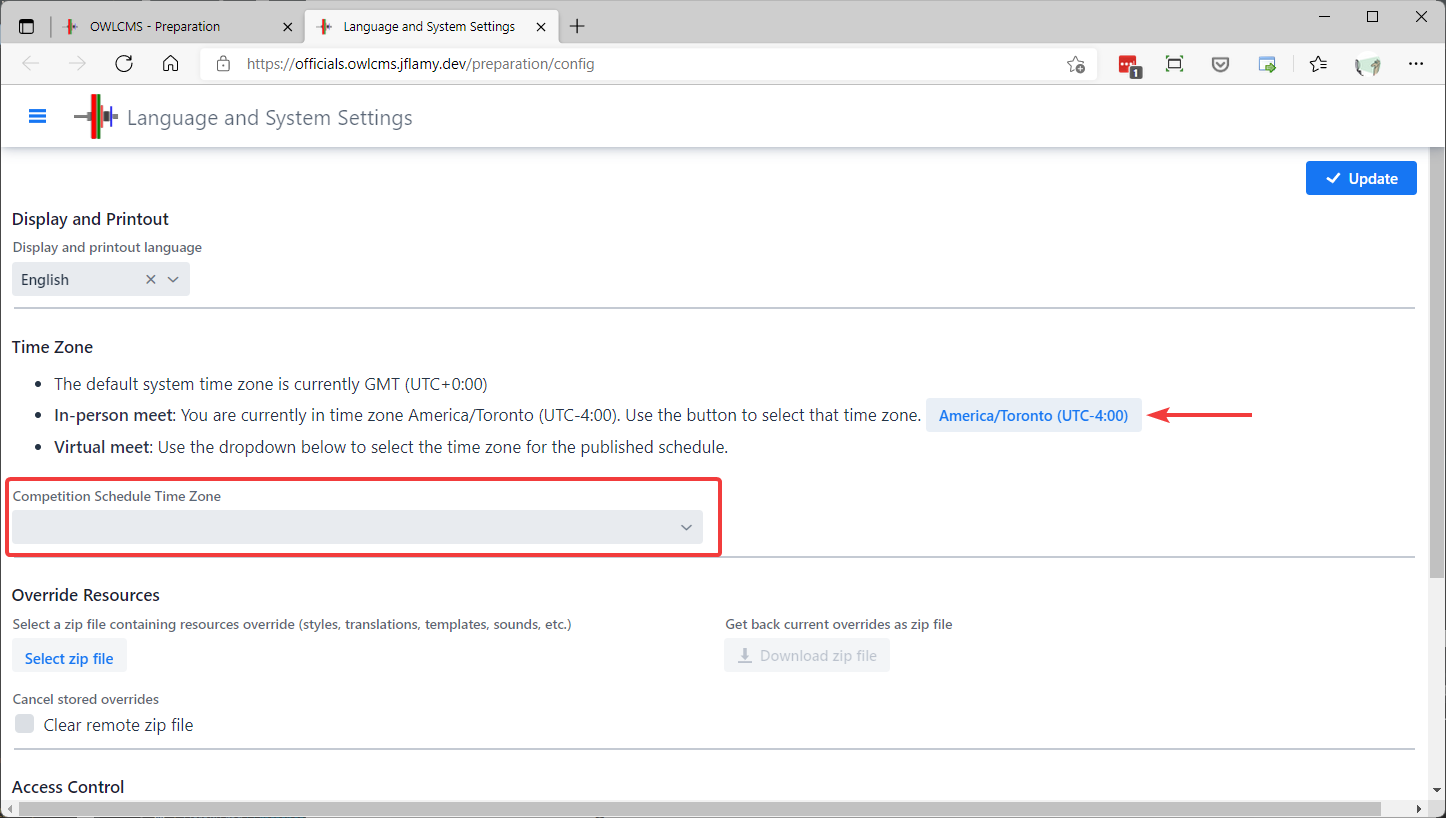 OWLCMS - Preparation
Language and System Settings
https://officials.owlcms.jflamy.dev/preparation/config
1
Language and System Settings
Update
Display and Printout
Display and printout language
English
Time Zone
• The default system time zone is currently GMT (UTC+0:00)
• In-person meet: You are currently in time zone America/Toronto (UTC-4:00). Use the button to select that time zone. America/Toronto (UTC-4:00)
• Virtual meet: Use the dropdown below to select the time zone for the published schedule.
Competition Schedule Time Zone
Override Resources
Select a zip file containing resources override (styles, translations, templates, sounds, etc.)
Select zip file
Get back current overrides as zip file
Download zip file
Cancel stored overrides
Clear remote zip file
Access Control